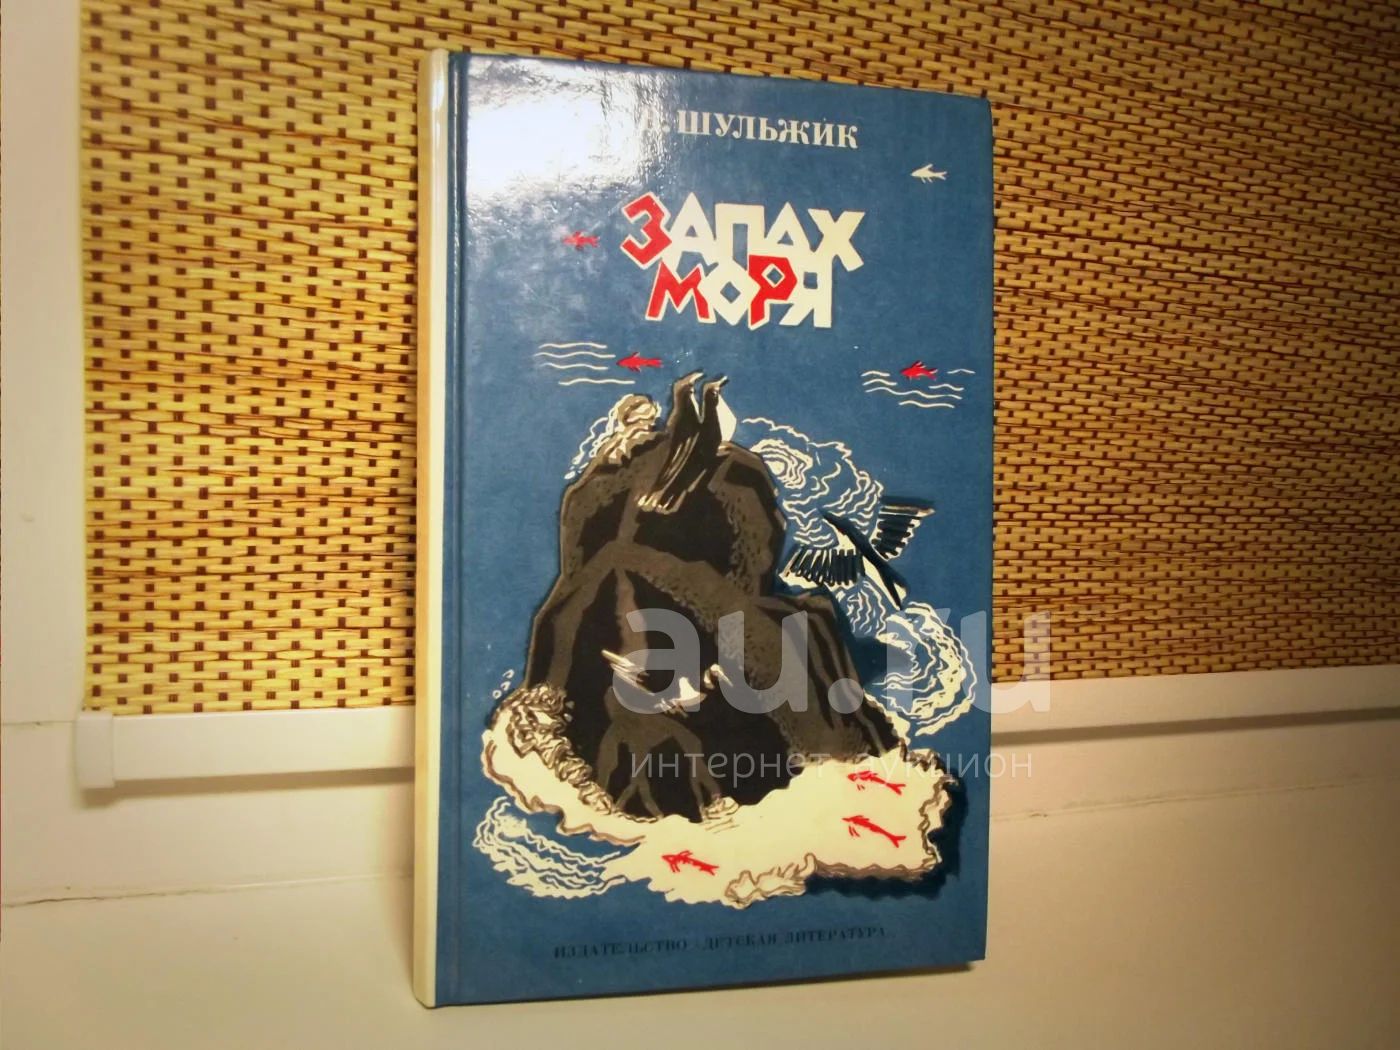 ШУЛЬЖИК
ЗАПАХ
МОРЯ
au.ru
интернет аукцион
ИЗДАТЕЛЬСТВО «ДЕТСКАЯ ЛИТЕРАТУРА»